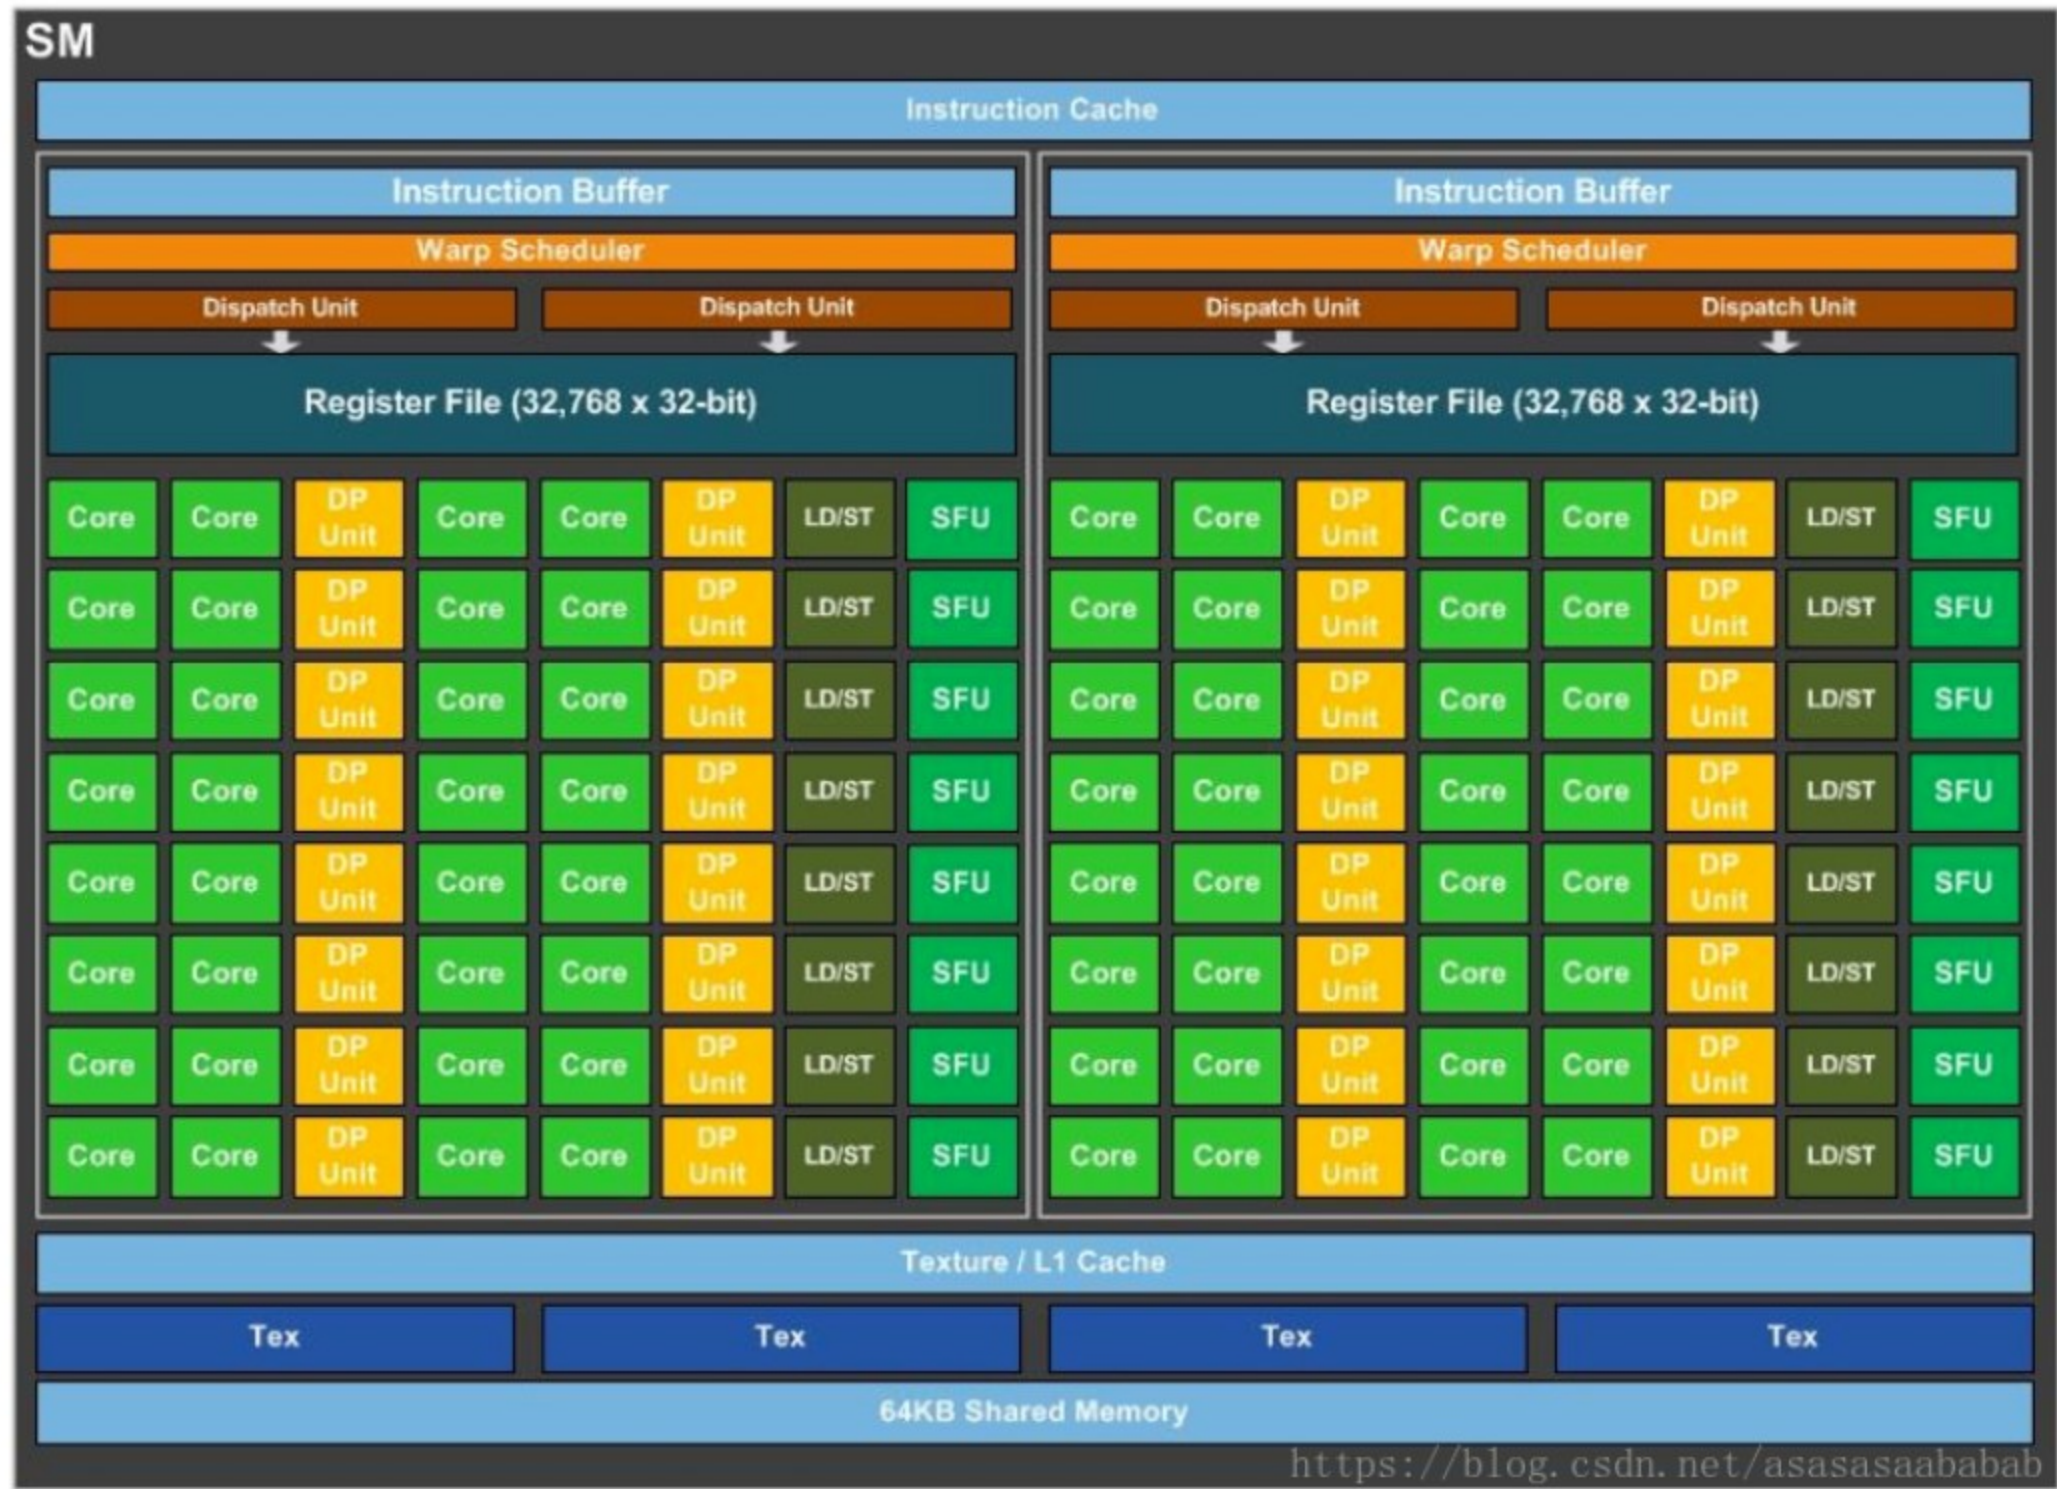 SM
Instruction Cache
Instruction Buffer Instruction Buffer
Warp Scheduler Warp Scheduler
Dispatch Unit Dispatch Unit Dispatch Unit Dispatch Unit
Register File (32,768 x 32-bit) Register File (32,768 x 32-bit)
Core Core DP Unit Core Core DP Unit LD/ST SFU Core Core DP Unit Core Core DP Unit LD/ST SFU
Core Core DP Unit Core Core DP Unit LD/ST SFU Core Core DP Unit Core Core DP Unit LD/ST SFU
Core Core DP Unit Core Core DP Unit LD/ST SFU Core Core DP Unit Core Core DP Unit LD/ST SFU
Core Core DP Unit Core Core DP Unit LD/ST SFU Core Core DP Unit Core Core DP Unit LD/ST SFU
Core Core DP Unit Core Core DP Unit LD/ST SFU Core Core DP Unit Core Core DP Unit LD/ST SFU
Core Core DP Unit Core Core DP Unit LD/ST SFU Core Core DP Unit Core Core DP Unit LD/ST SFU
Core Core DP Unit Core Core DP Unit LD/ST SFU Core Core DP Unit Core Core DP Unit LD/ST SFU
Core Core DP Unit Core Core DP Unit LD/ST SFU Core Core DP Unit Core Core DP Unit LD/ST SFU
Texture / L1 Cache
Tex Tex Tex Tex
64KB Shared Memory
https://blog.csdn.net/asasasaababab